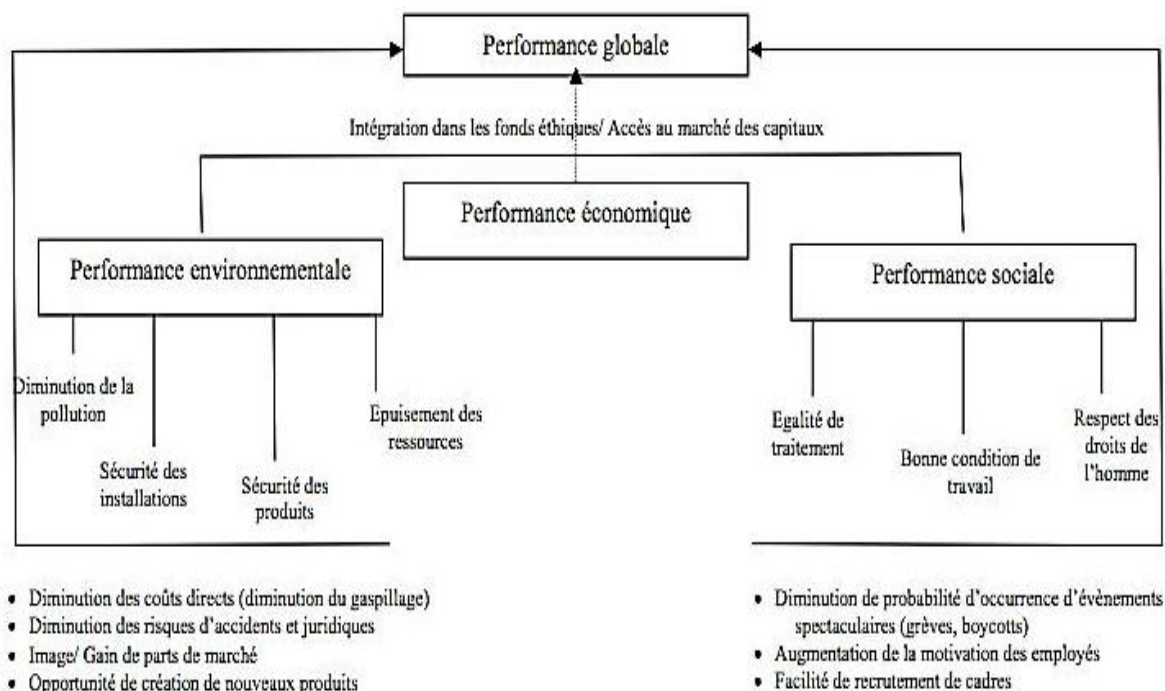 Performance globale
Intégration dans les fonds éthiques/ Accès au marché des capitaux
Performance économique
Performance environnementale
Performance sociale
Diminution de la
pollution
Sécurité des
installations
Sécurité des
produits
Epuisement des
ressources
Egalité de
traitement
Bonne condition de
travail
Respect des
droits de
l'homme
• Diminution des coûts directs (diminution du gaspillage)
• Diminution des risques d'accidents et juridiques
• Image/ Gain de parts de marché
• Opportunité de création de nouveaux produits
• Diminution de probabilité d'occurrence d'évènements
spectaculaires (grèves, boycotts)
• Augmentation de la motivation des employés
• Facilité de recrutement de cadres